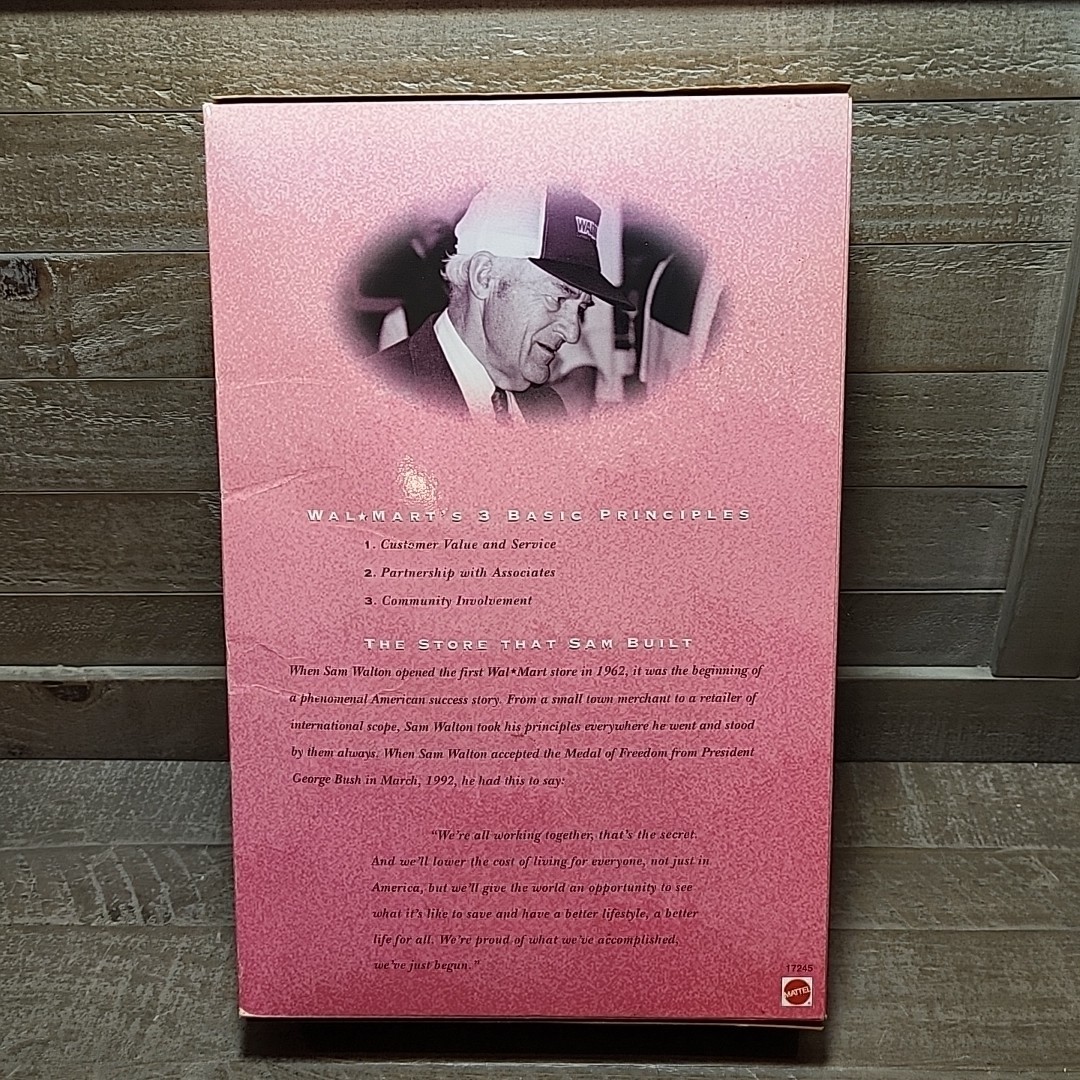 WAL★MART'S 3 BASIC PRINCIPLES
1. Customer Value and Service
2. Partnership with Associates
3. Community Involvement
THE STORE THAT SAM BUILT
When Sam Walton opened the first Wal★Mart store in 1962, it was the beginning of
a phenomenal American success story. From a small town merchant to a retailer of
international scope, Sam Walton took his principles everywhere he went and stood
by them always. When Sam Walton accepted the Medal of Freedom from President
George Bush in March, 1992, he had this to say:
"We're all working together, that's the secret.
And we'll lower the cost of living for everyone, not just in
America, but we'll give the world an opportunity to see
what it's like to save and have a better lifestyle, a better
life for all. We're proud of what we've accomplished,
we've just begun."
17245
MATTEL